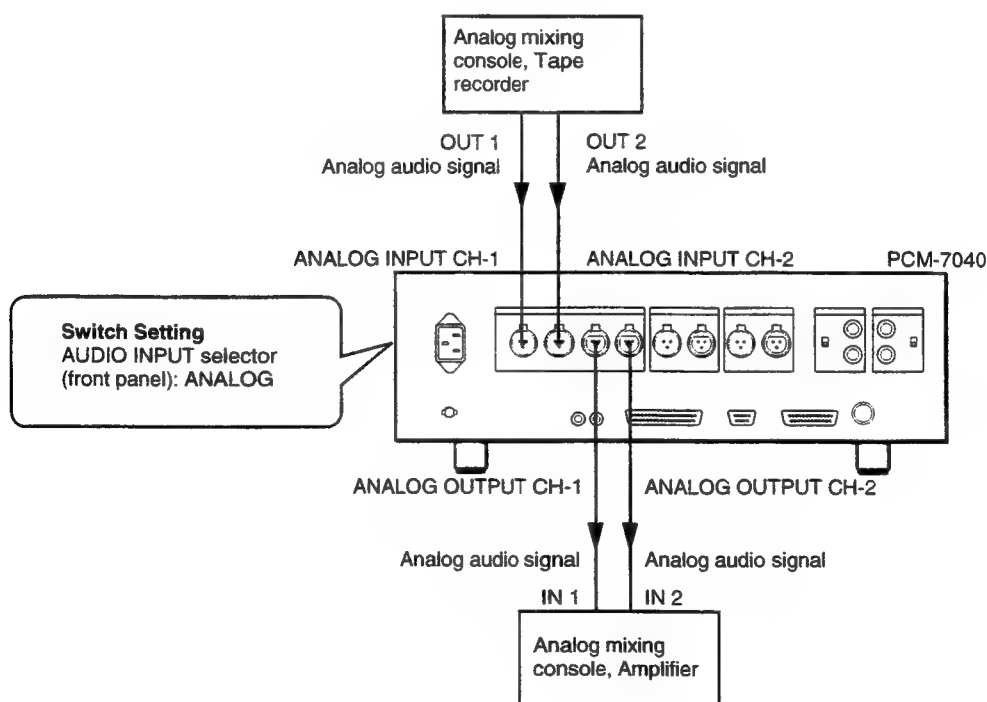 Analog mixing
console, Tape
recorder
OUT 1
Analog audio signal
OUT 2
Analog audio signal
ANALOG INPUT CH-1
ANALOG INPUT CH-2
PCM-7040
Switch Setting
AUDIO INPUT selector
(front panel): ANALOG
ANALOG OUTPUT CH-1
ANALOG OUTPUT CH-2
Analog audio signal
Analog audio signal
IN 1
IN 2
Analog mixing
console, Amplifier